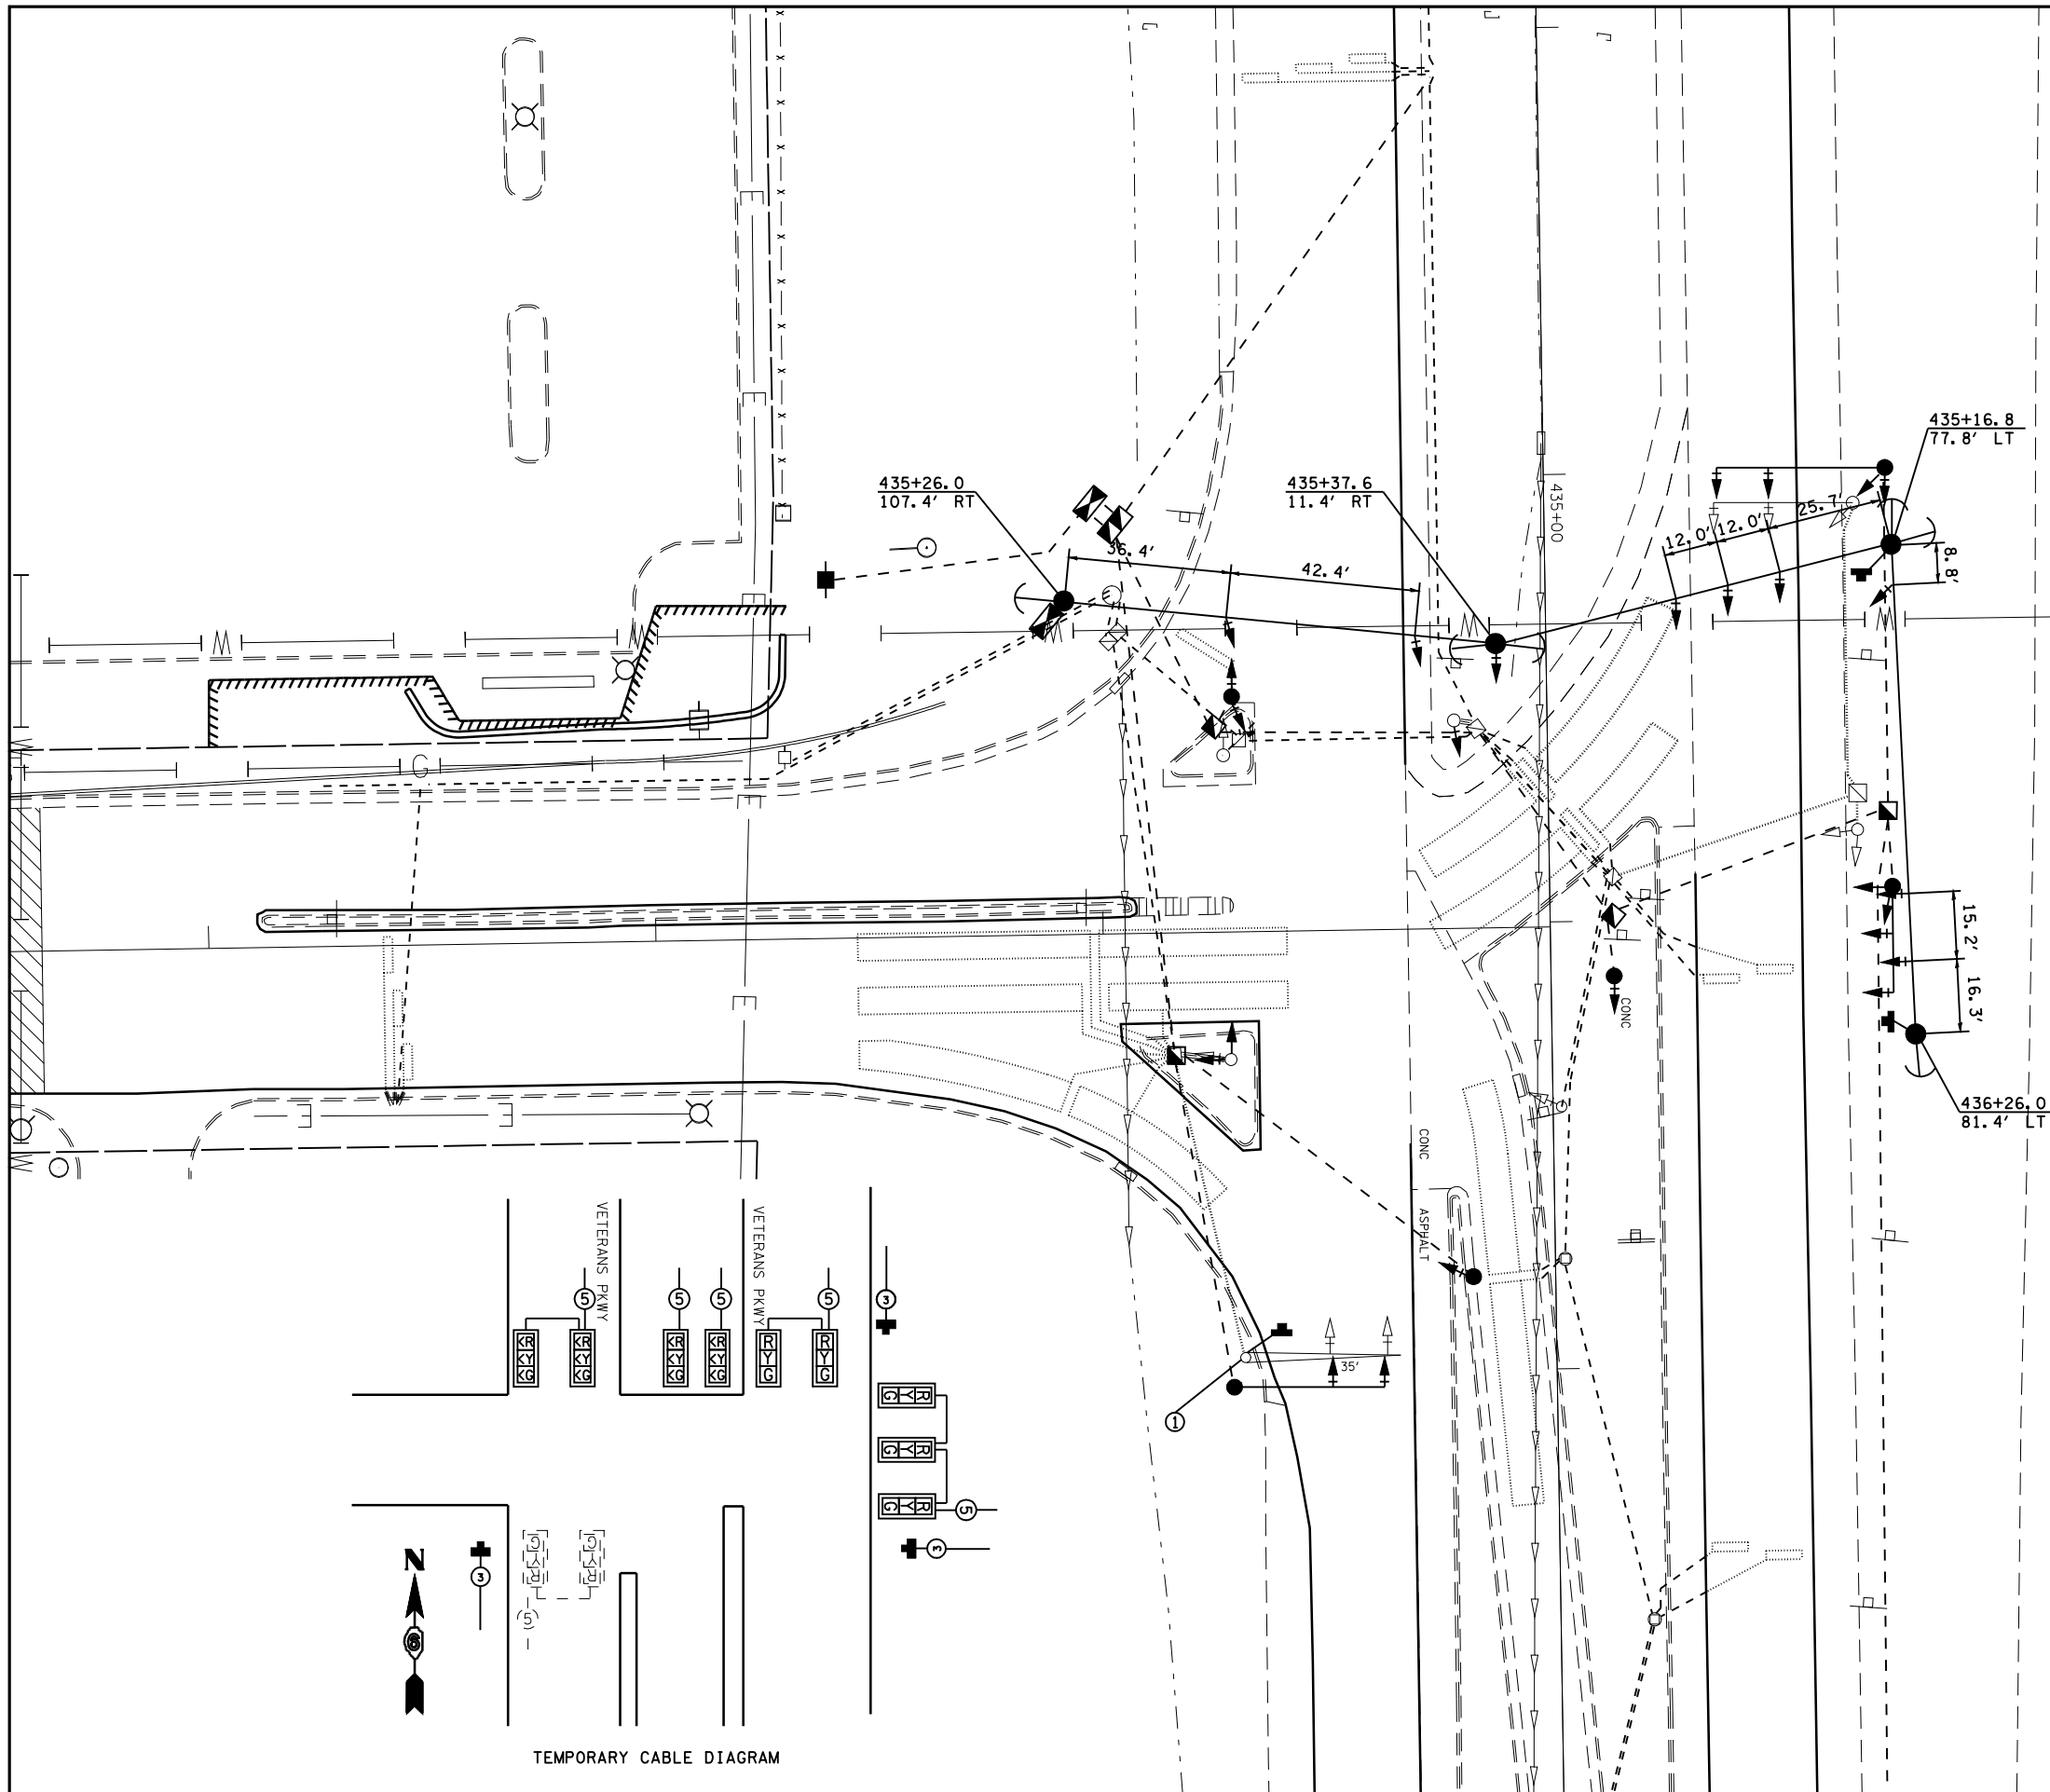 435+16.8
77.8' LT
435+26.0
107.4' RT
435+37.6
11.4' RT
435+00
25.7'
12.0'
12.0'
8.8'
36.4'
42.4'
G
15.2'
16.3'
CONC
436+26.0
81.4' LT
CONC
ASPHALT
35'
1
VETERANS PKWY
VETERANS PKWY
5
5
5
5
3
KR
KY
KG
KR
KY
KG
KR
KY
KG
KR
KY
KG
R
Y
G
R
Y
G
R Y G
R Y G
R Y G
5
3
N
6
3
R Y G
R Y G
5
TEMPORARY CABLE DIAGRAM